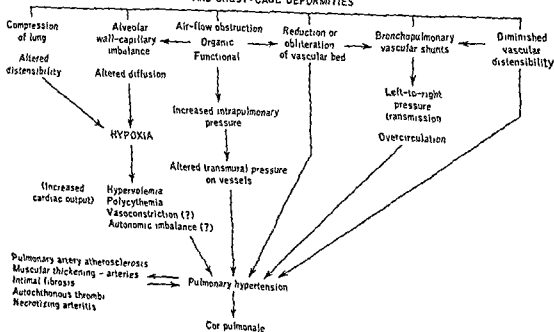 AND CHEST-CAGE DEFORMITIES
Compression
of lung
Altered
distensibility
Alveolar
wall-capillary
imbalance
Altered diffusion
HYPOXIA
(Increased
cardiac output)
Hypervolemia
Polycythemia
Vasoconstriction (?)
Autonomic imbalance (?)
Air-flow obstruction
Organic
Functional
Increased intrapulmonary
pressure
Altered transmural pressure
on vessels
Reduction or
obliteration
of vascular bed
Bronchopulmonary
vascular shunts
Left-to-right
pressure
transmission
Overcirculation
Diminished
vascular
distensibility
Pulmonary artery atherosclerosis
Muscular thickening - arteries
Intimal fibrosis
Autochthonous thrombi
Necrotizing arteritis
Pulmonary hypertension
Cor pulmonale